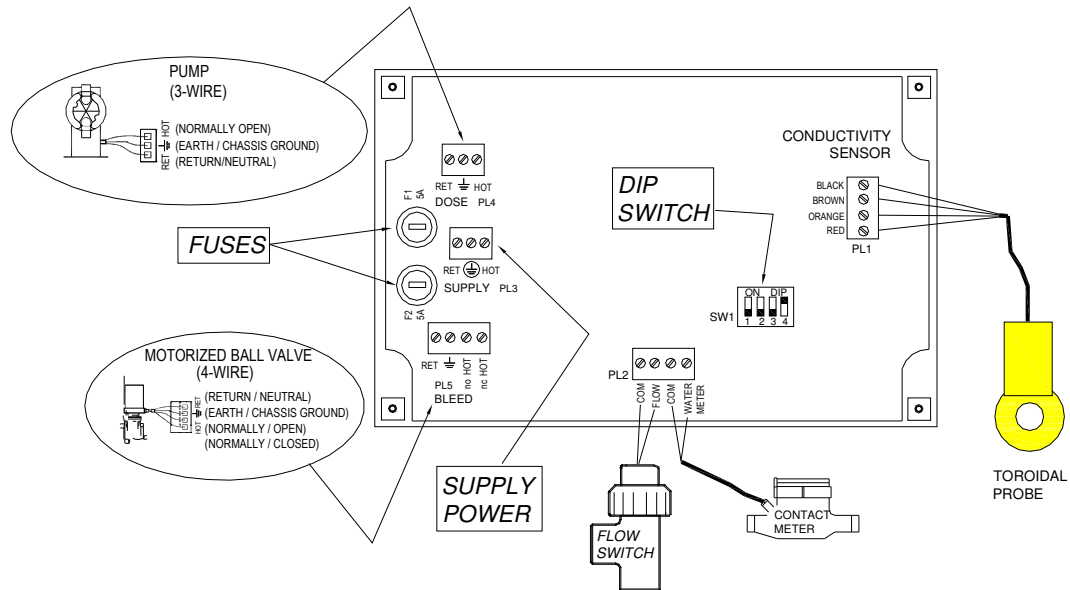 PUMP
(3-WIRE)
HOT
(NORMALLY OPEN)
(EARTH / CHASSIS GROUND)
RET
(RETURN/NEUTRAL)
RET HOT
DOSE PL4
F1
5A
FUSES
RET HOT
SUPPLY PL3
F2
5A
RET
no HOT
nc HOT
PL5
BLEED
MOTORIZED BALL VALVE
(4-WIRE)
RET
(RETURN / NEUTRAL)
(EARTH / CHASSIS GROUND)
HOT
(NORMALLY / OPEN)
(NORMALLY / CLOSED)
SUPPLY
POWER
DIP
SWITCH
ON DIP
SW1
1 2 3 4
CONDUCTIVITY
SENSOR
BLACK
BROWN
ORANGE
RED
PL1
PL2
COM
FLOW
COM
WATER
METER
FLOW
SWITCH
CONTACT
METER
TOROIDAL
PROBE